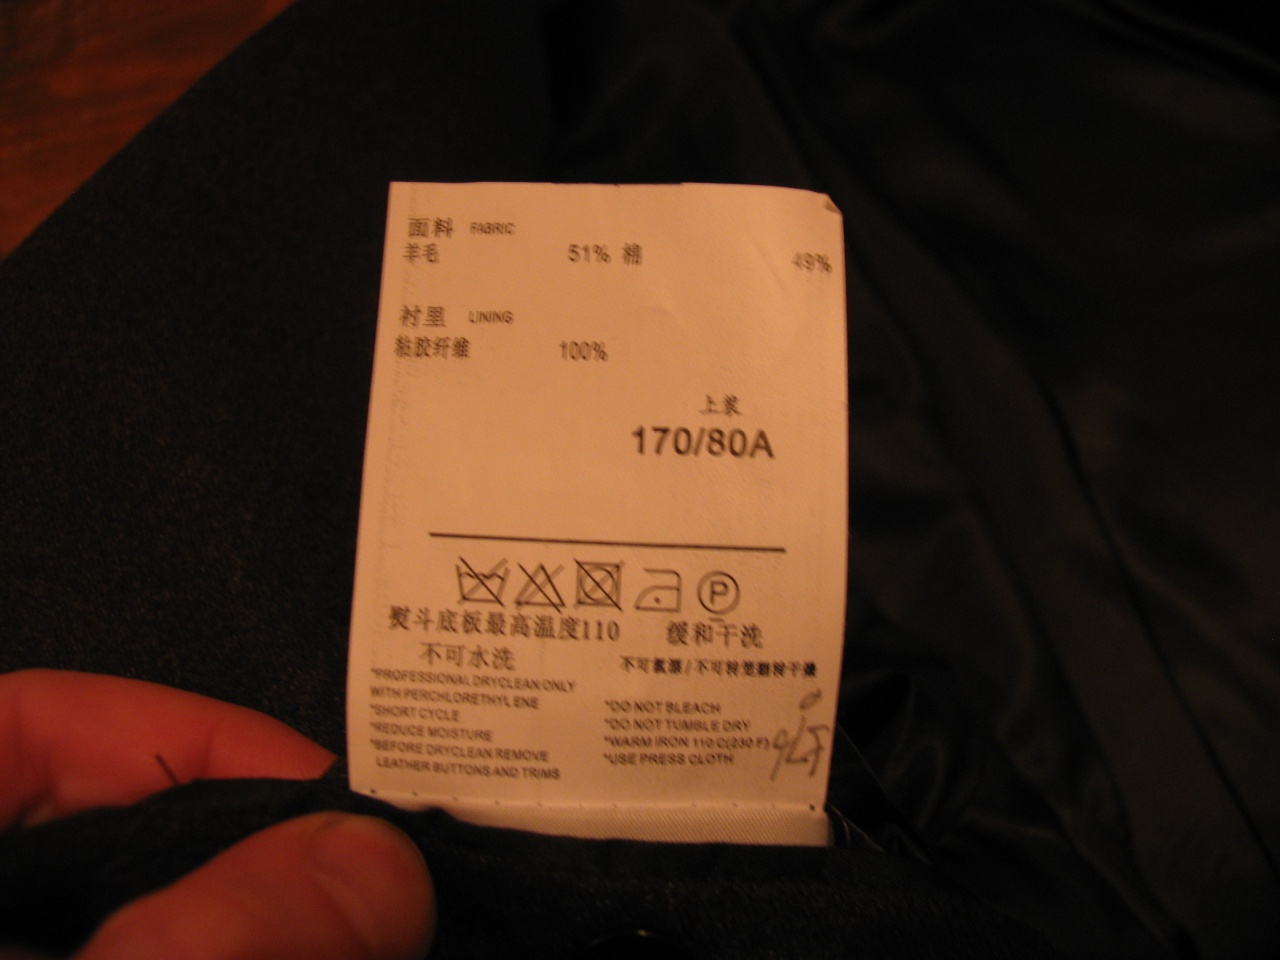 面料 FABRIC
羊毛 51% 棉 49%
衬里 LINING
粘胶纤维 100%
上装
170/80A
P
熨斗底板最高温度110 缓和干洗
不可水洗 不可氯漂/不可转笼翻转干燥
*PROFESSIONAL DRYCLEAN ONLY
WITH PERCHLORETHYLENE
*SHORT CYCLE
*REDUCE MOISTURE
*BEFORE DRYCLEAN REMOVE
LEATHER BUTTONS AND TRIMS
*DO NOT BLEACH
*DO NOT TUMBLE DRY
*WARM IRON 110 C(230 F)
*USE PRESS CLOTH